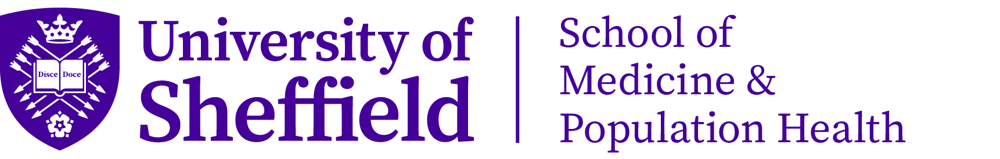 Disce Doce
University of
Sheffield
School of
Medicine &
Population Health